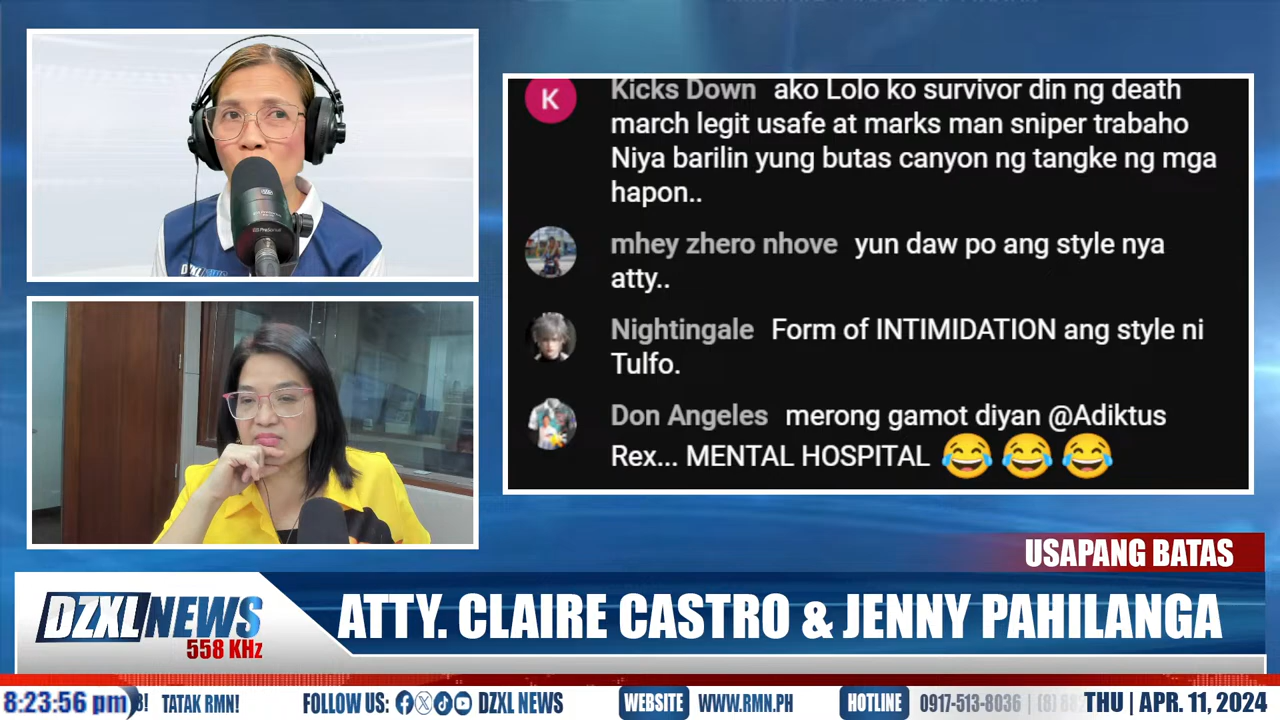 K
Kicks Down ako Lolo ko survivor din ng death
march legit usafe at marks man sniper trabaho
Niya barilin yung butas canyon ng tangke ng mga
hapon..
mhey zhero nhove yun daw po ang style nya
atty..
Nightingale Form of INTIMIDATION ang style ni
Tulfo.
Don Angeles merong gamot diyan @Adiktus
Rex... MENTAL HOSPITAL 😂 😂 😂
USAPANG BATAS
DZXL NEWS
558 KHz
ATTY. CLAIRE CASTRO & JENNY PAHILANGA
8:23:56 pm
TATAK RMN!
FOLLOW US: DZXL NEWS
WEBSITE WWW.RMN.PH
HOTLINE 0917-513-8036 | (8)
THU | APR. 11, 2024